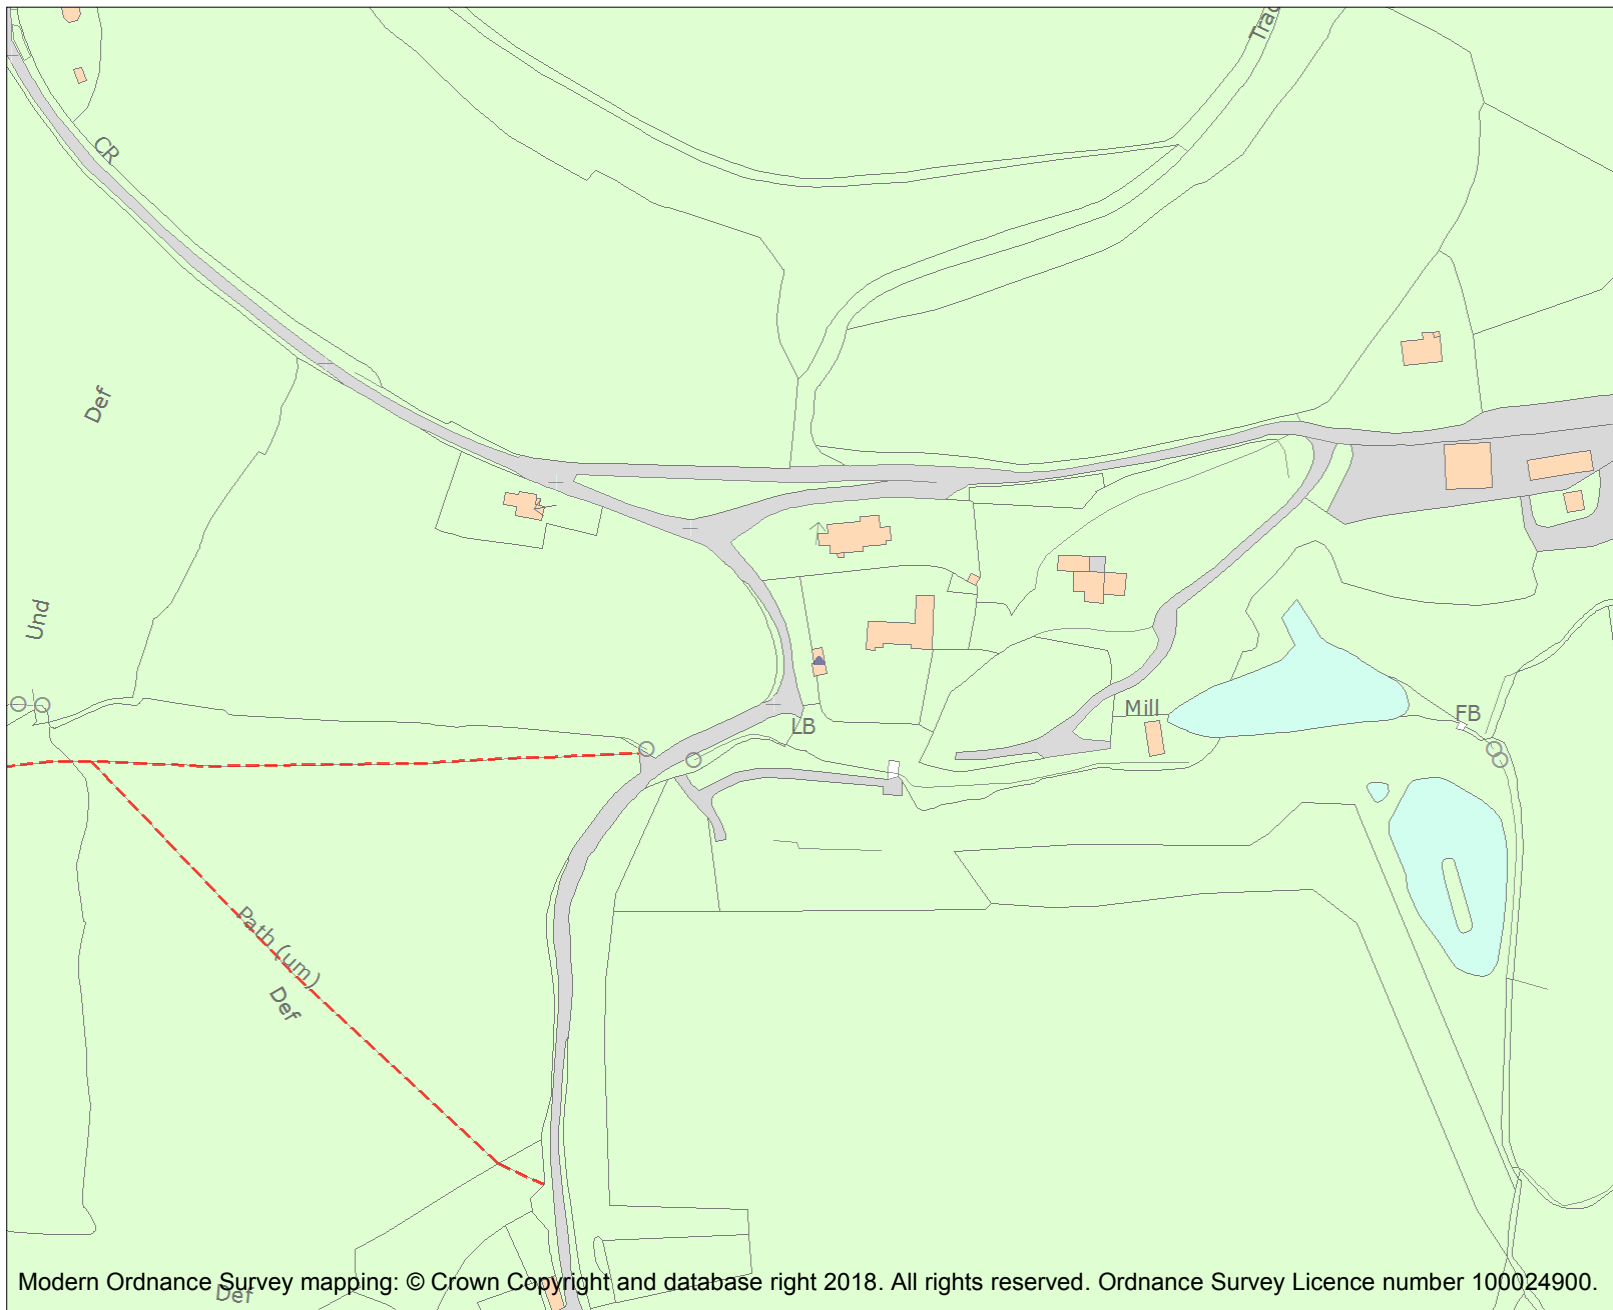 Trac
CR
Def
Und
Mill
FB
LB
Path (um)
Def
Def
Modern Ordnance Survey mapping: © Crown Copyright and database right 2018. All rights reserved. Ordnance Survey Licence number 100024900.